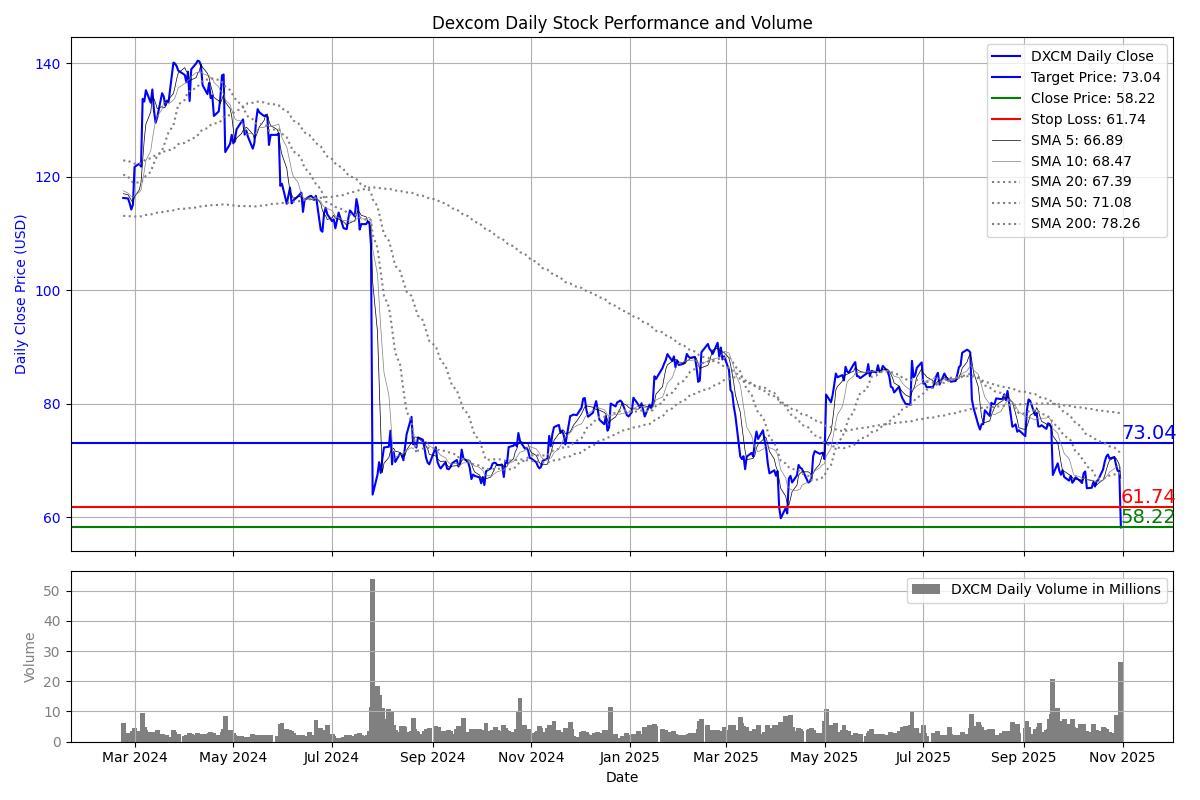 Dexcom Daily Stock Performance and Volume
Daily Close Price (USD)
140
120
100
80
60
DXCM Daily Close
Target Price: 73.04
Close Price: 58.22
Stop Loss: 61.74
SMA 5: 66.89
SMA 10: 68.47
SMA 20: 67.39
SMA 50: 71.08
SMA 200: 78.26
73.04
61.74
58.22
Volume
50
40
30
20
10
0
DXCM Daily Volume in Millions
Mar 2024 May 2024 Jul 2024 Sep 2024 Nov 2024 Jan 2025 Mar 2025 May 2025 Jul 2025 Sep 2025 Nov 2025
Date